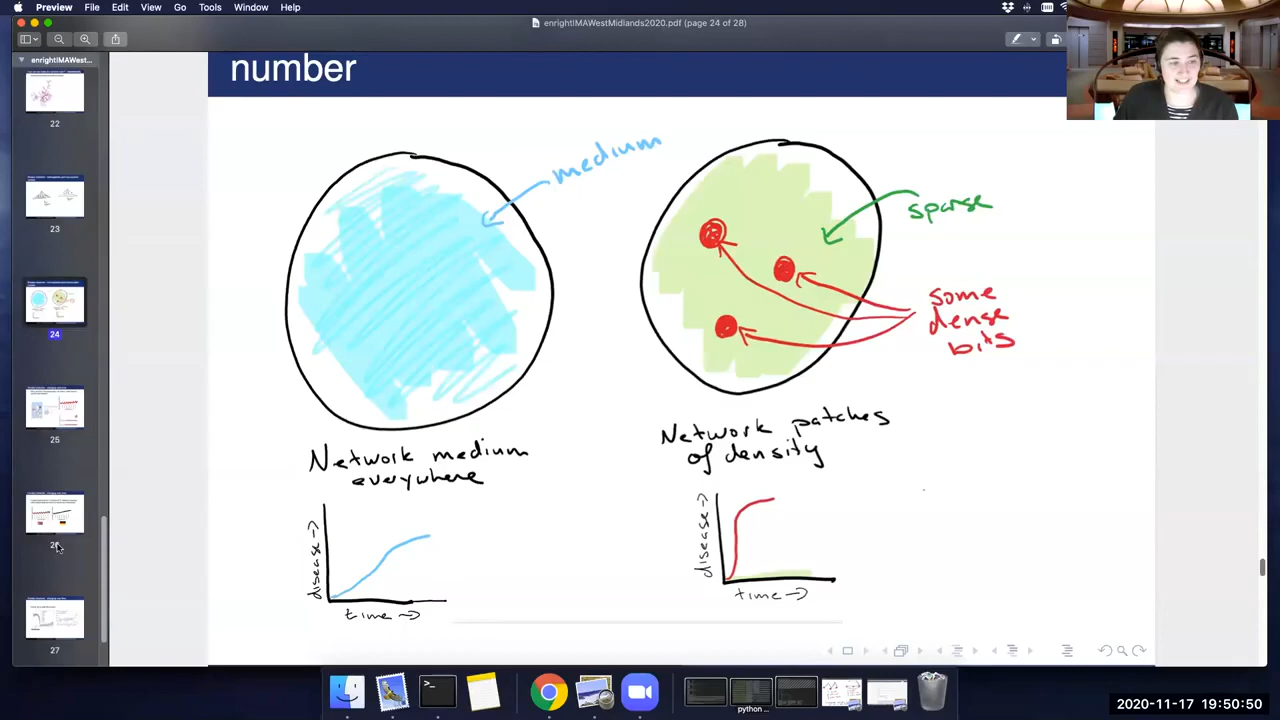 Preview File Edit View Go Tools Window Help
enrightIMAWestMidlands2020.pdf (page 24 of 28)
enrightIMAWest...
22
23
24
25
27
number
medium
sparse
some
dense
bits
Network medium
everywhere
Network patches
of density
disease →
time →
disease →
time →
python ...
2020-11-17 19:50:50